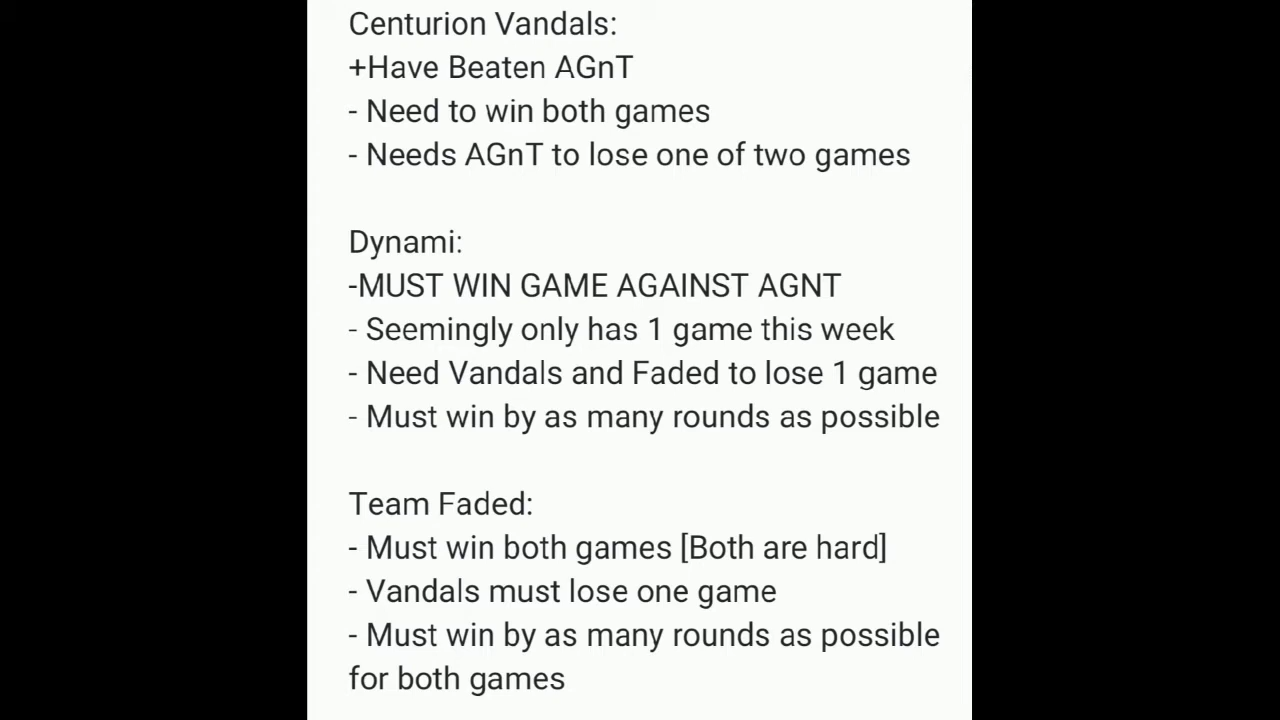 Centurion Vandals:
+Have Beaten AGnT
- Need to win both games
- Needs AGnT to lose one of two games
Dynami:
-MUST WIN GAME AGAINST AGNT
- Seemingly only has 1 game this week
- Need Vandals and Faded to lose 1 game
- Must win by as many rounds as possible
Team Faded:
- Must win both games [Both are hard]
- Vandals must lose one game
- Must win by as many rounds as possible
for both games